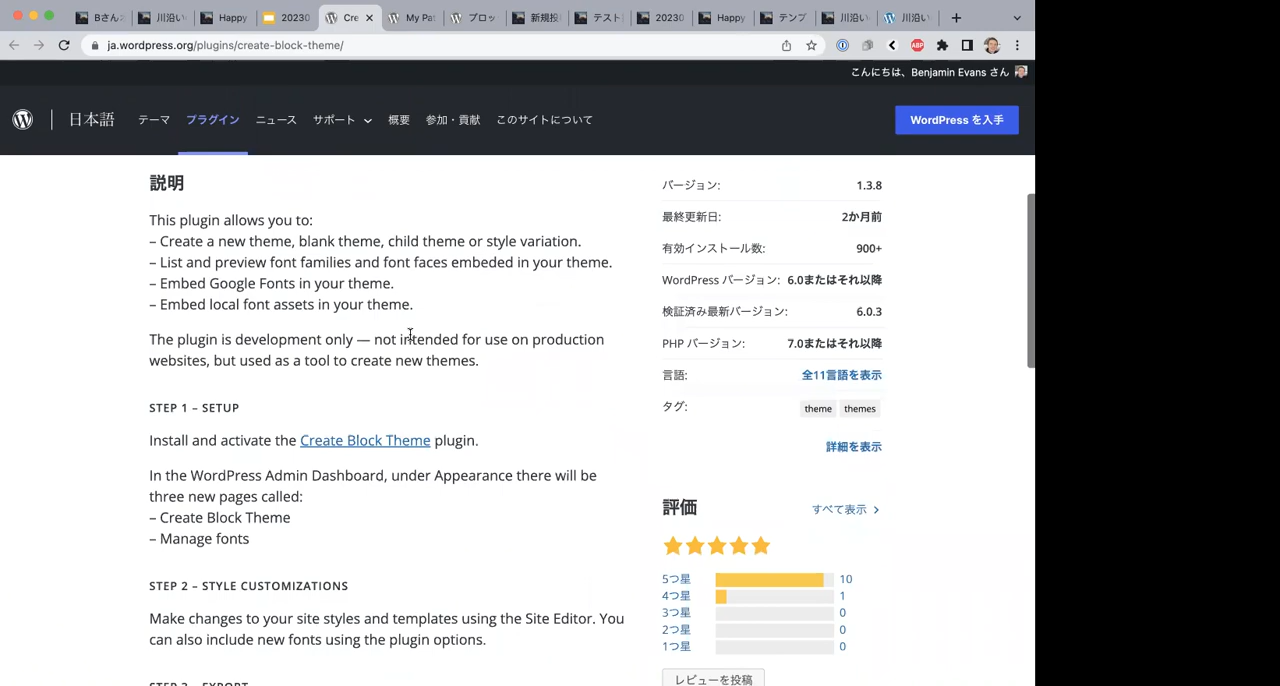 Bさん
川沿い
Happy
20230
Cre
My Pa
ブロッ
新規投
テスト
20230
Happy
テンプ
川沿い
川沿い
ja.wordpress.org/plugins/create-block-theme/
ABP
こんにちは、Benjamin Evans さん
日本語 テーマ プラグイン ニュース サポート 概要 参加・貢献 このサイトについて WordPress を入手
説明
This plugin allows you to:
– Create a new theme, blank theme, child theme or style variation.
– List and preview font families and font faces embeded in your theme.
– Embed Google Fonts in your theme.
– Embed local font assets in your theme.
The plugin is development only — not intended for use on production
websites, but used as a tool to create new themes.
STEP 1 – SETUP
Install and activate the Create Block Theme plugin.
In the WordPress Admin Dashboard, under Appearance there will be
three new pages called:
– Create Block Theme
– Manage fonts
STEP 2 – STYLE CUSTOMIZATIONS
Make changes to your site styles and templates using the Site Editor. You
can also include new fonts using the plugin options.
STEP 3 – EXPORT
バージョン: 1.3.8
最終更新日: 2か月前
有効インストール数: 900+
WordPress バージョン: 6.0またはそれ以降
検証済み最新バージョン: 6.0.3
PHP バージョン: 7.0またはそれ以降
言語: 全11言語を表示
タグ: theme themes
詳細を表示
評価 すべて表示
5つ星 10
4つ星 1
3つ星 0
2つ星 0
1つ星 0
レビューを投稿